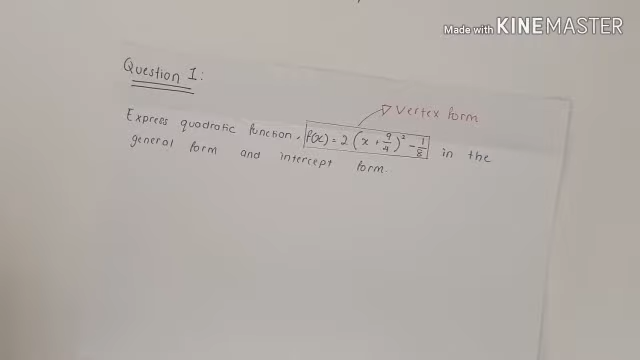 Made with KINEMASTER
Question 1:
Vertex form
Express quadratic function, f(x) = 2 (x + 9/4)² - 1/8 in the
general form and intercept form.